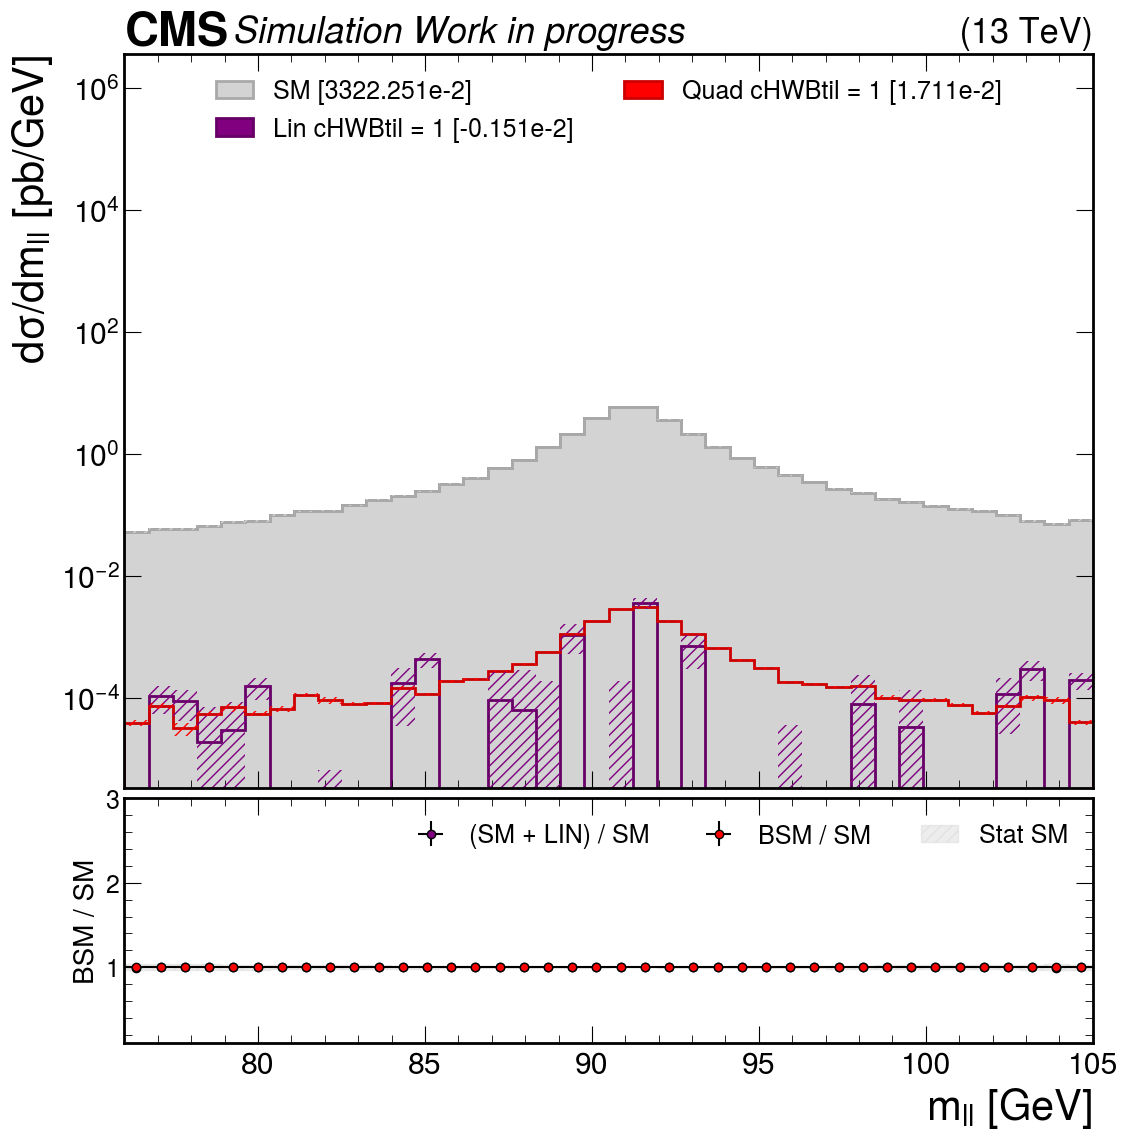 CMS Simulation Work in progress (13 TeV)
dσ/dm_ll [pb/GeV]
SM [3322.251e-2]
Quad cHWBtil = 1 [1.711e-2]
Lin cHWBtil = 1 [-0.151e-2]
10^6
10^4
10^2
10^0
10^−2
10^−4
BSM / SM
3
2
1
(SM + LIN) / SM
BSM / SM
Stat SM
80 85 90 95 100 105
m_ll [GeV]